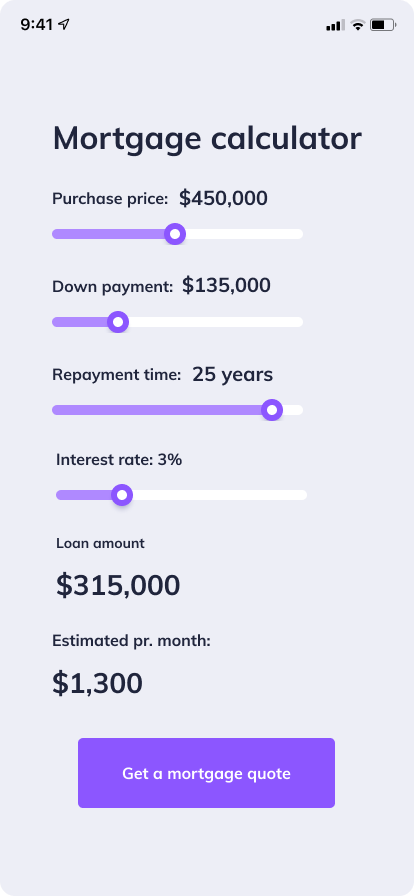 9:41
Mortgage calculator
Purchase price: $450,000
Down payment: $135,000
Repayment time: 25 years
Interest rate: 3%
Loan amount
$315,000
Estimated pr. month:
$1,300
Get a mortgage quote